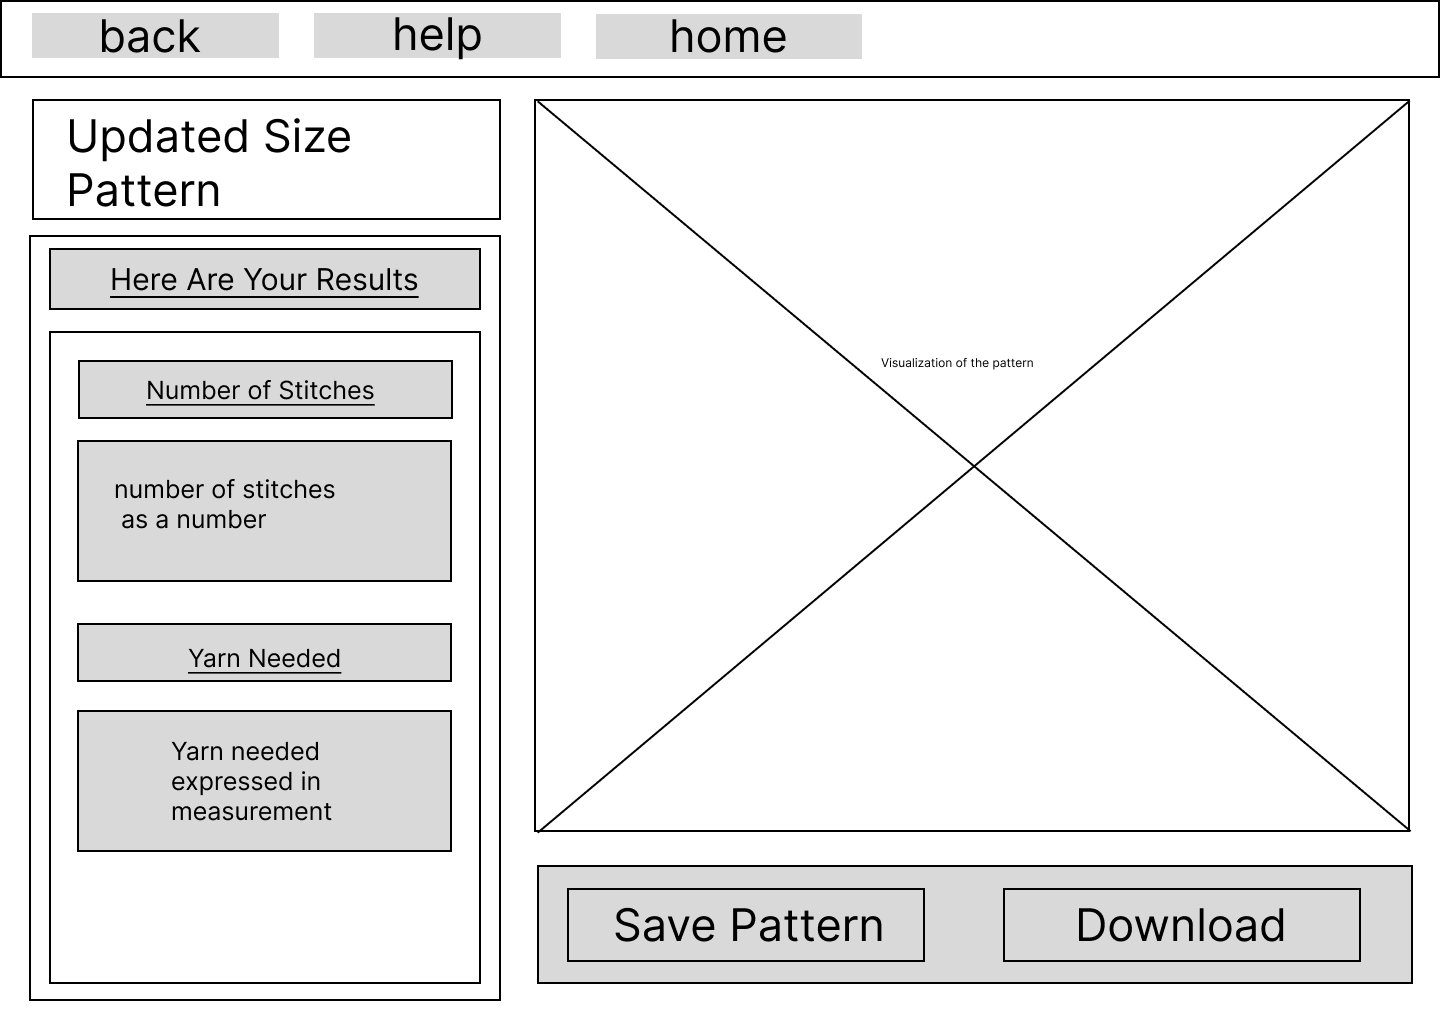 back
help
home
Updated Size
Pattern
Here Are Your Results
Number of Stitches
number of stitches
as a number
Yarn Needed
Yarn needed
expressed in
measurement
Visualization of the pattern
Save Pattern
Download